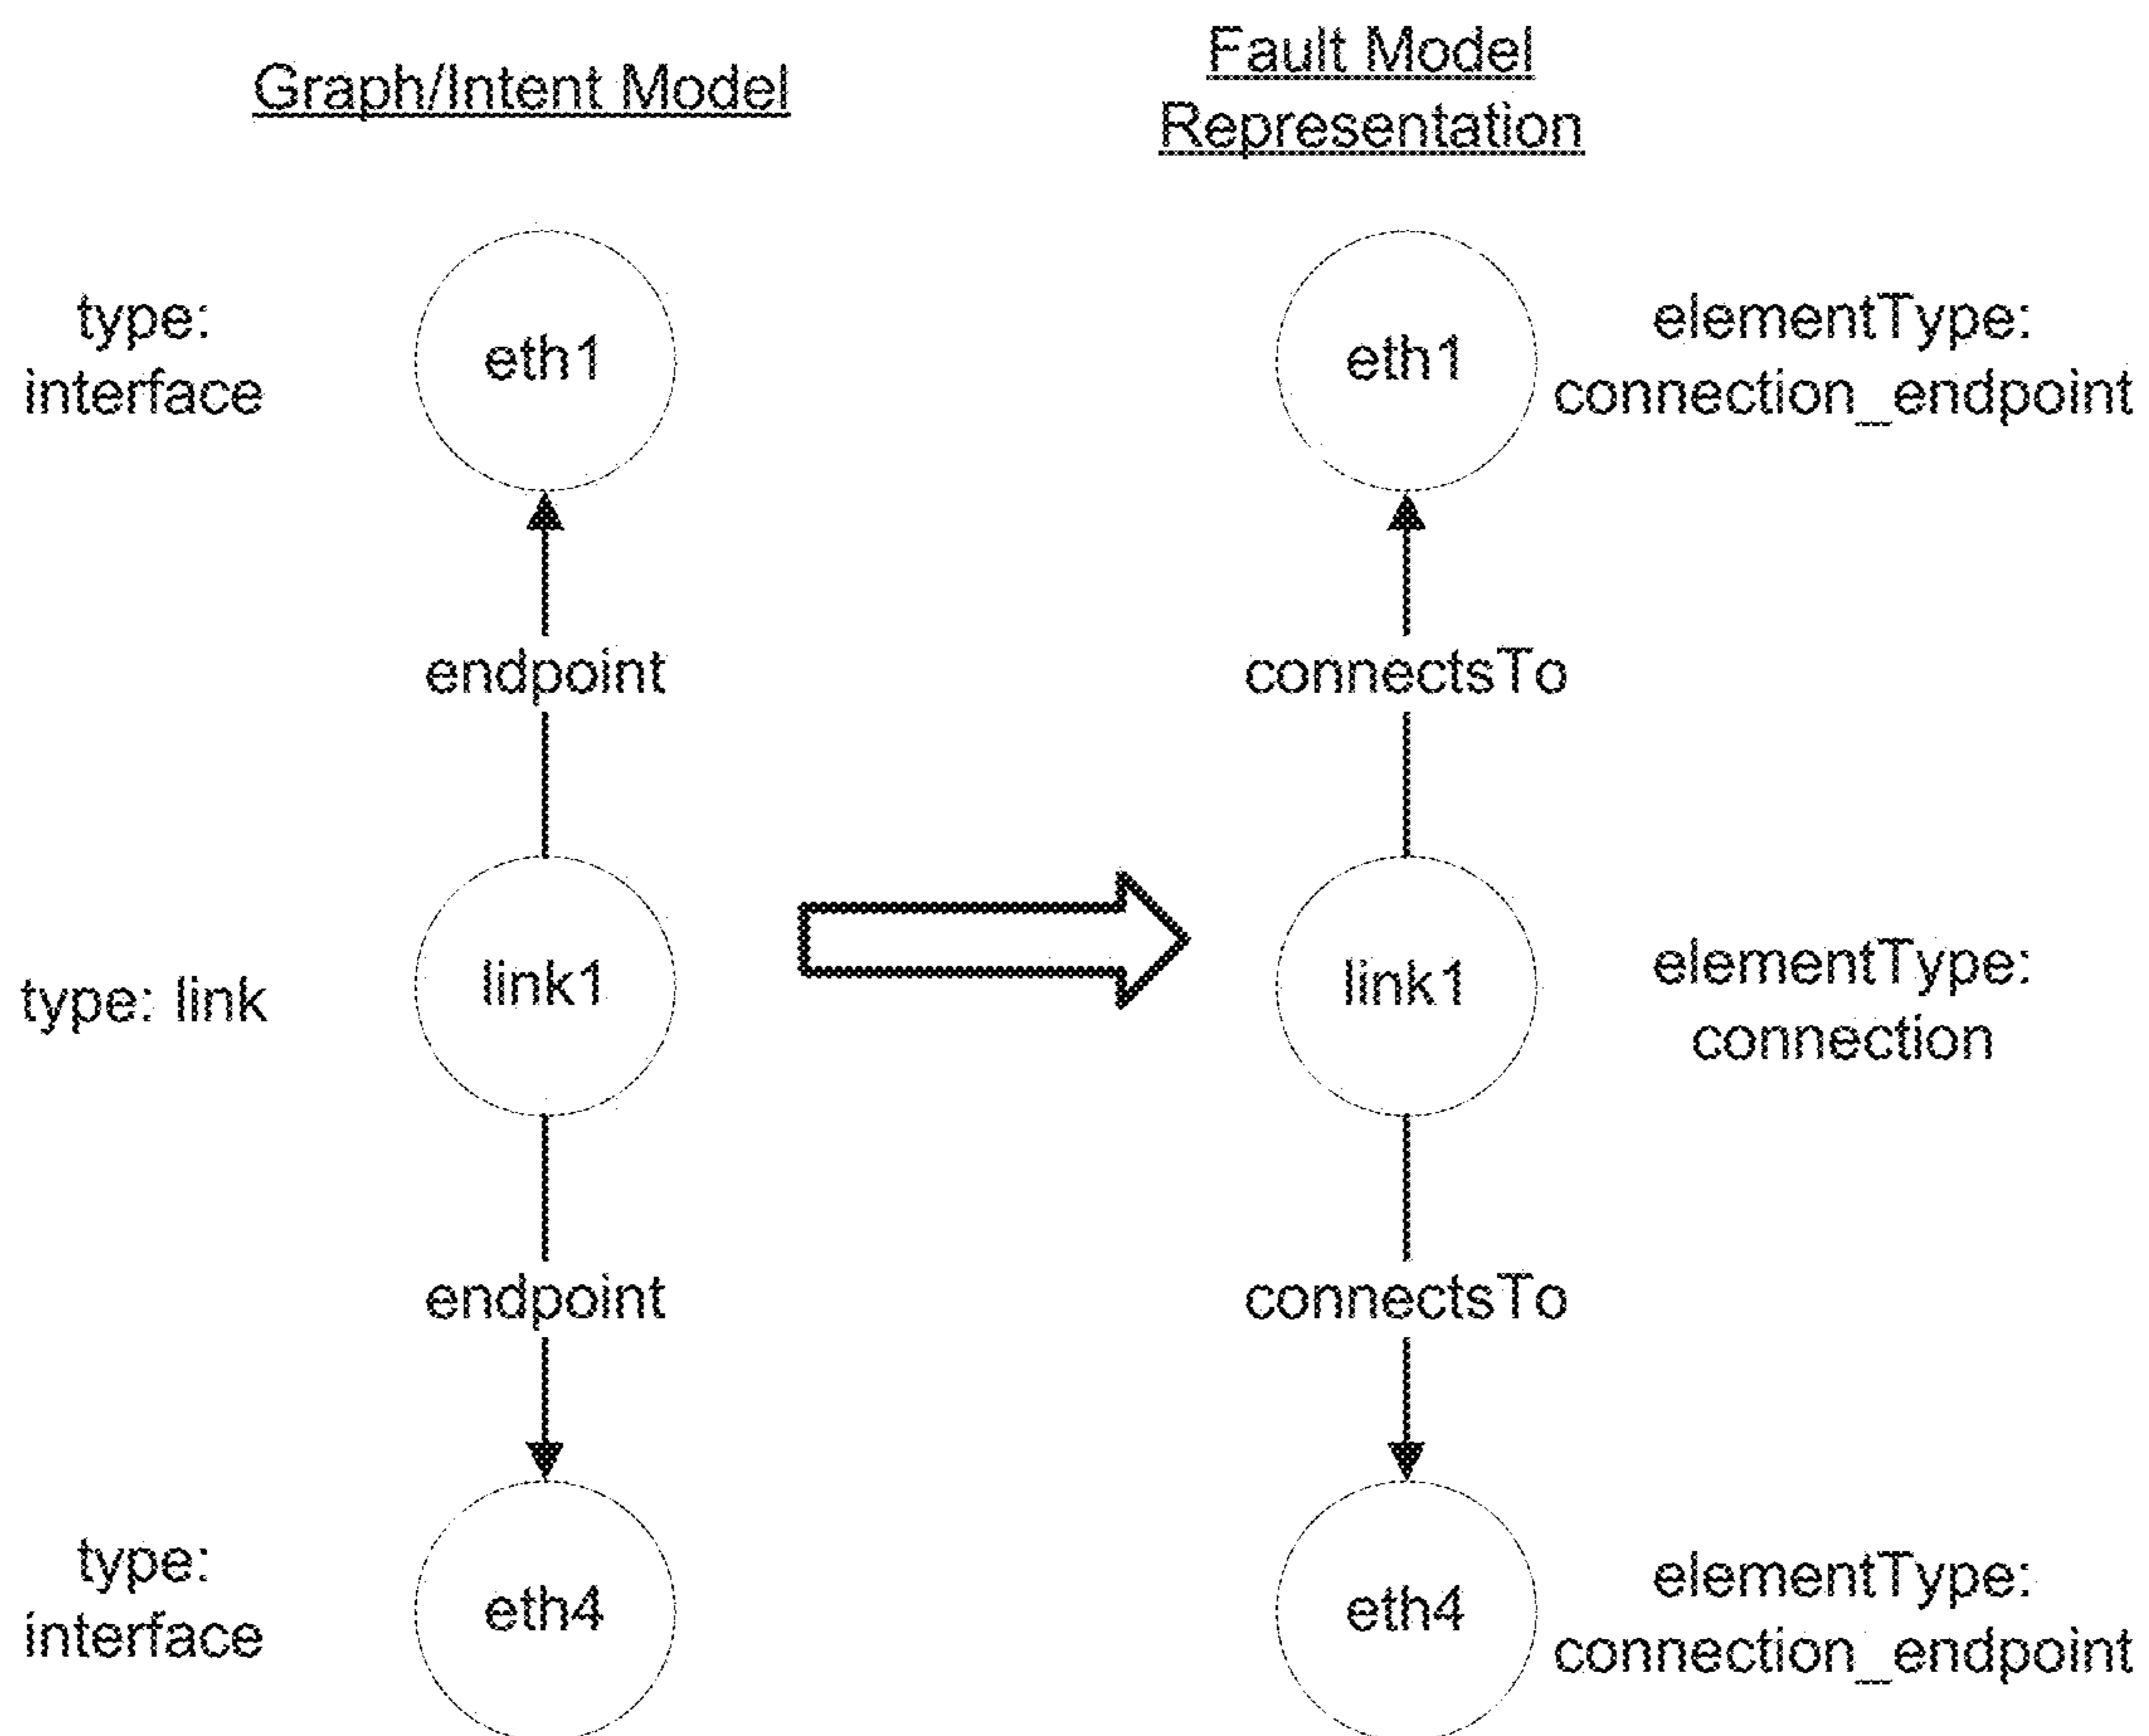 Graph/Intent Model
Fault Model
Representation
type:
interface
eth1
eth1
elementType:
connection_endpoint
endpoint
connectsTo
type: link
link1
link1
elementType:
connection
endpoint
connectsTo
type:
interface
eth4
eth4
elementType:
connection_endpoint